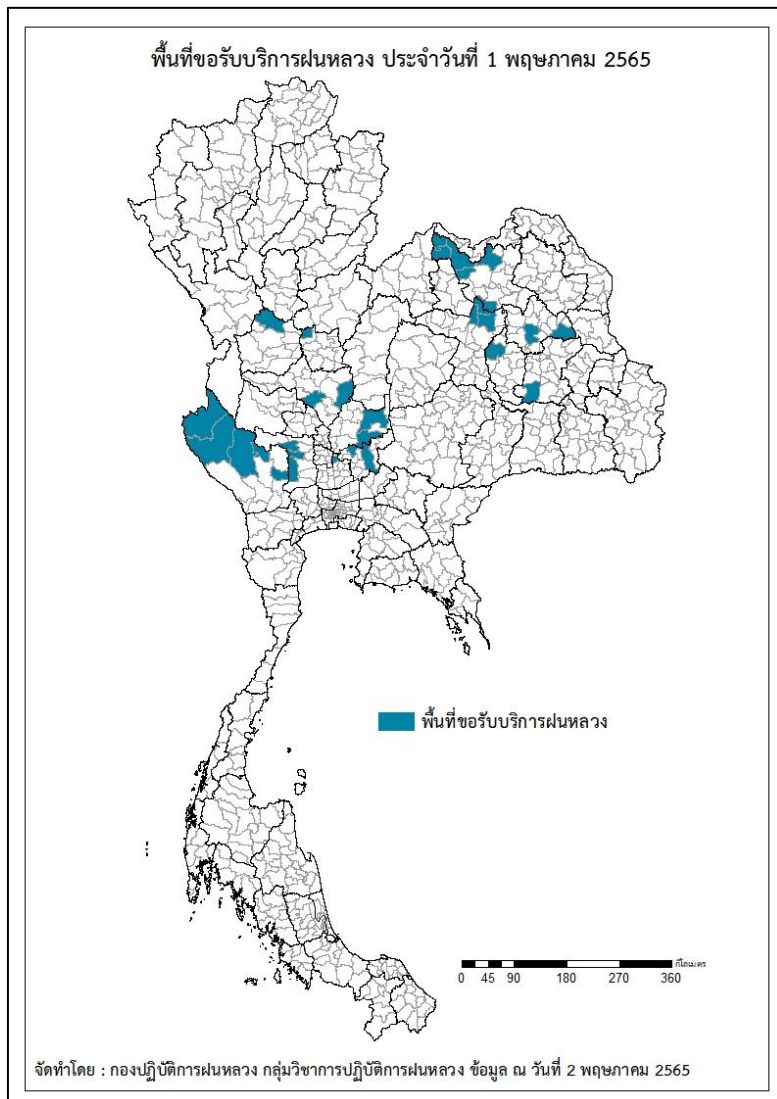 พื้นที่ขอรับบริการฝนหลวง ประจำวันที่ 1 พฤษภาคม 2565
พื้นที่ขอรับบริการฝนหลวง
กิโลเมตร
0 45 90 180 270 360
จัดทำโดย : กองปฏิบัติการฝนหลวง กลุ่มวิชาการปฏิบัติการฝนหลวง ข้อมูล ณ วันที่ 2 พฤษภาคม 2565